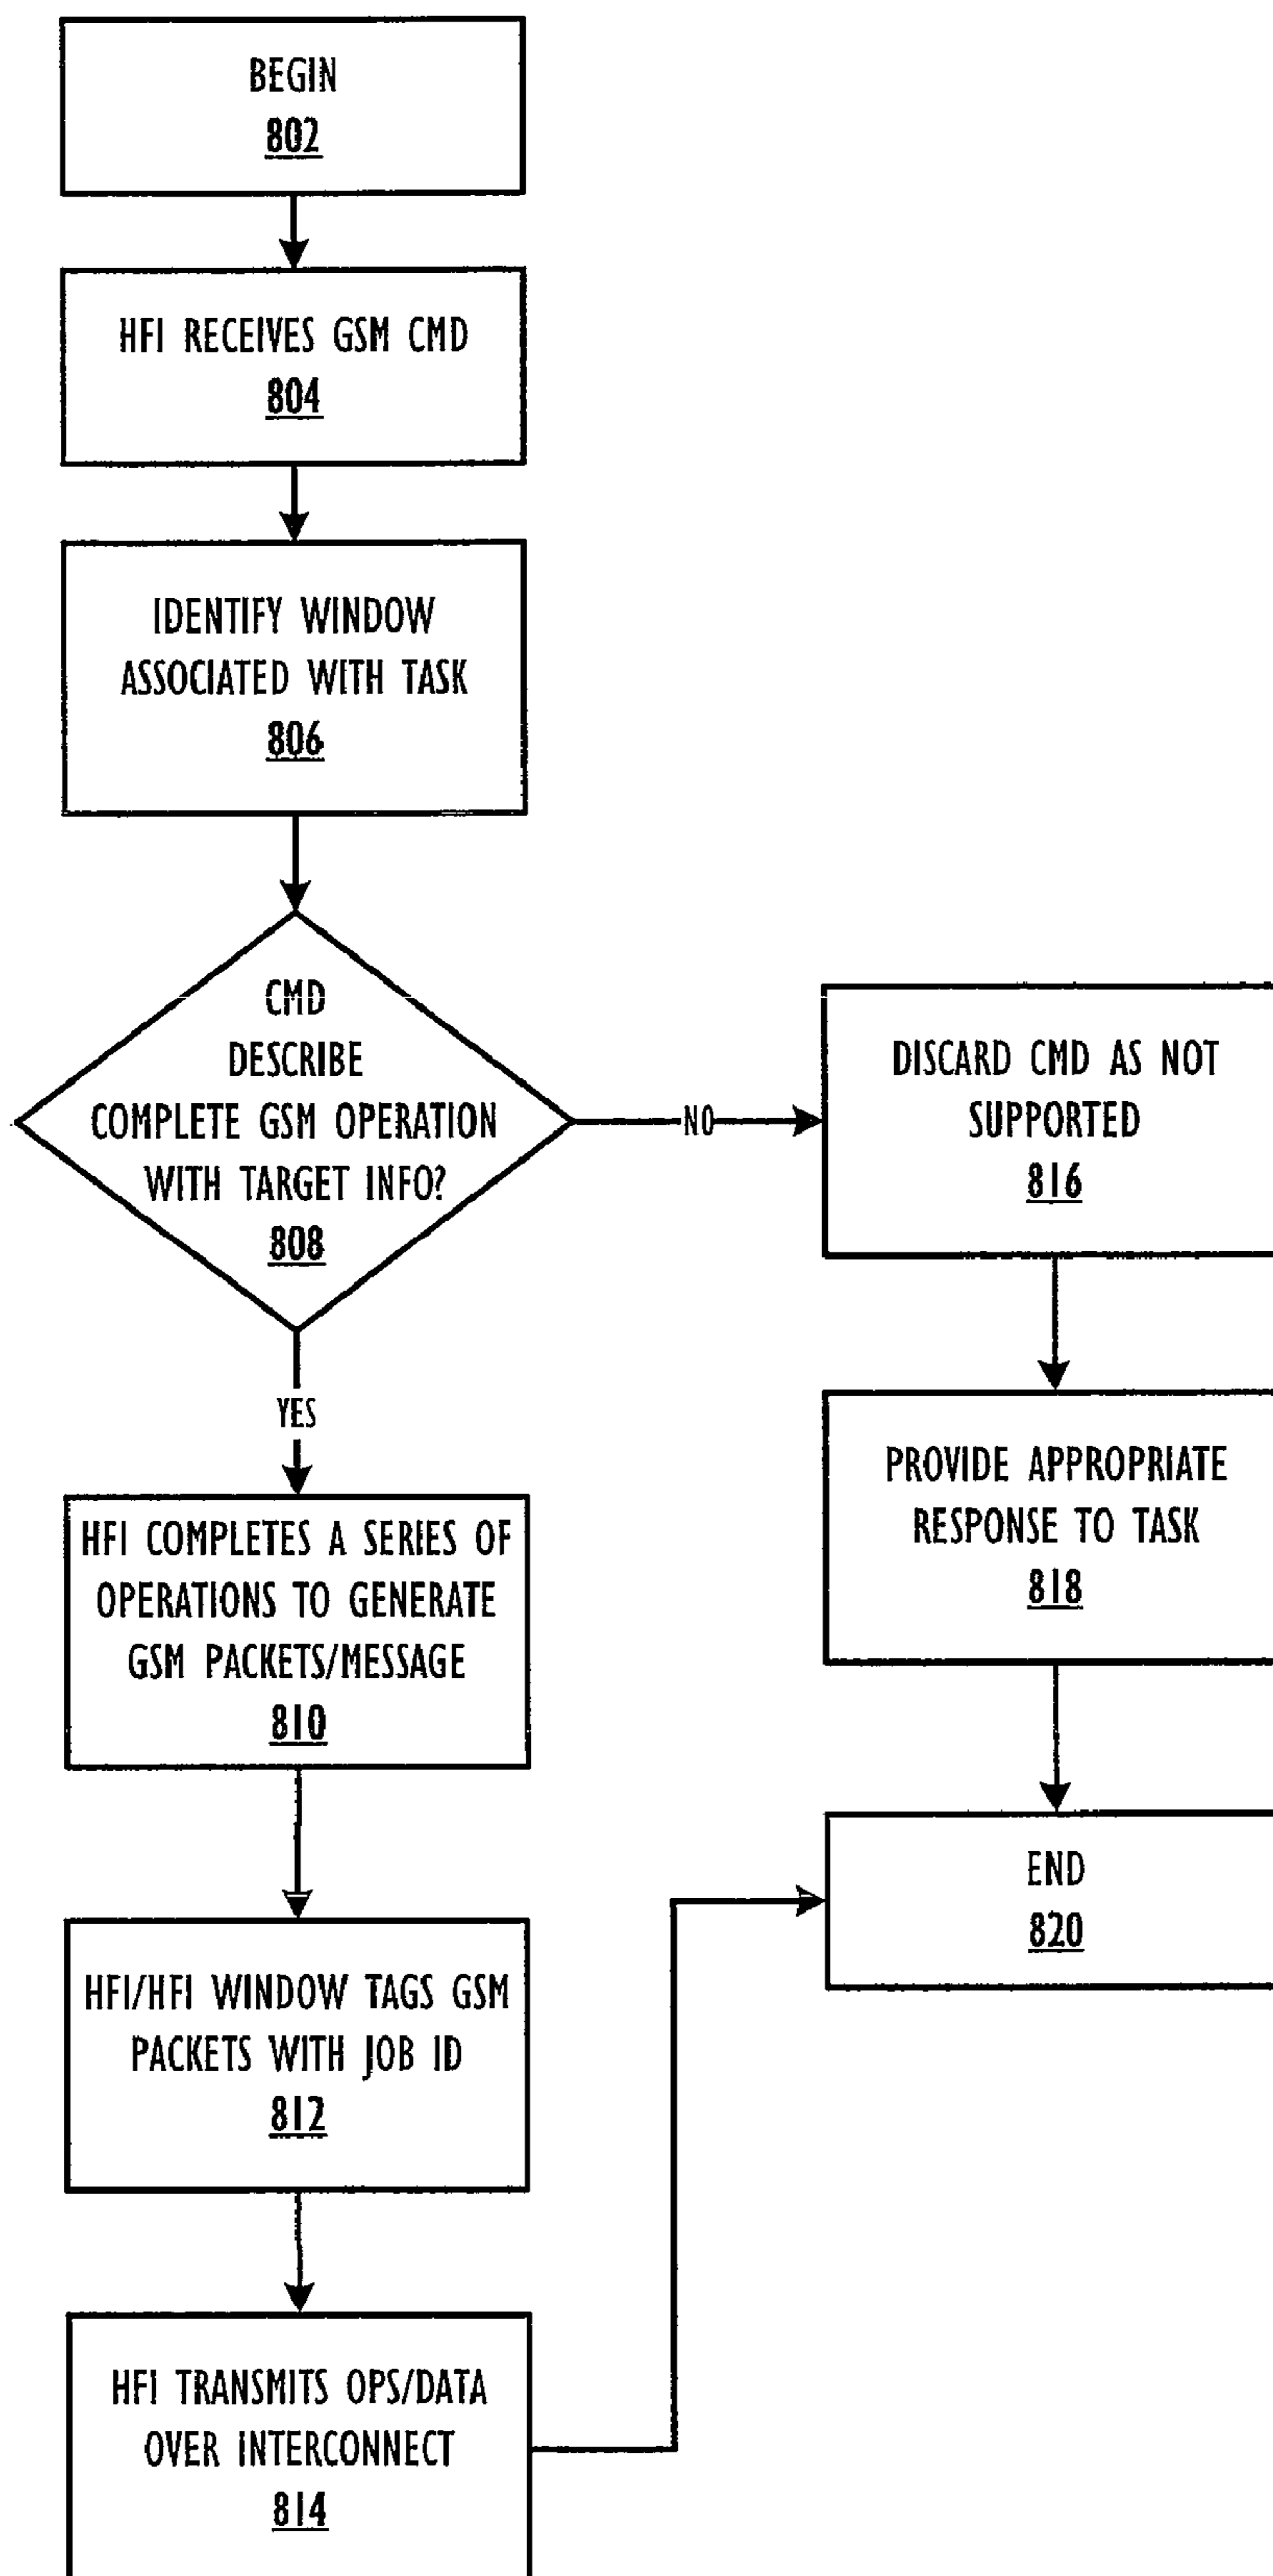 BEGIN
802
HFI RECEIVES GSM CMD
804
IDENTIFY WINDOW
ASSOCIATED WITH TASK
806
CMD
DESCRIBE
COMPLETE GSM OPERATION
WITH TARGET INFO?
808
NO
DISCARD CMD AS NOT
SUPPORTED
816
YES
PROVIDE APPROPRIATE
RESPONSE TO TASK
818
HFI COMPLETES A SERIES OF
OPERATIONS TO GENERATE
GSM PACKETS/MESSAGE
810
END
820
HFI/HFI WINDOW TAGS GSM
PACKETS WITH JOB ID
812
HFI TRANSMITS OPS/DATA
OVER INTERCONNECT
814